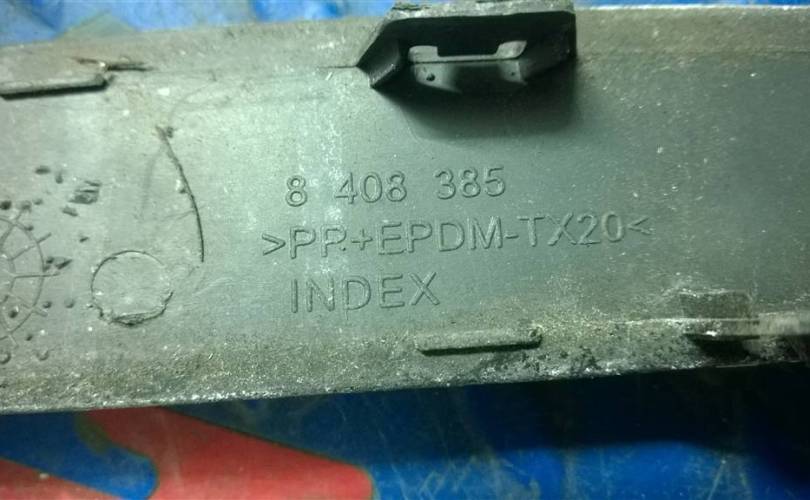 8 408 385
>PP+EPDM-TX20<
INDEX